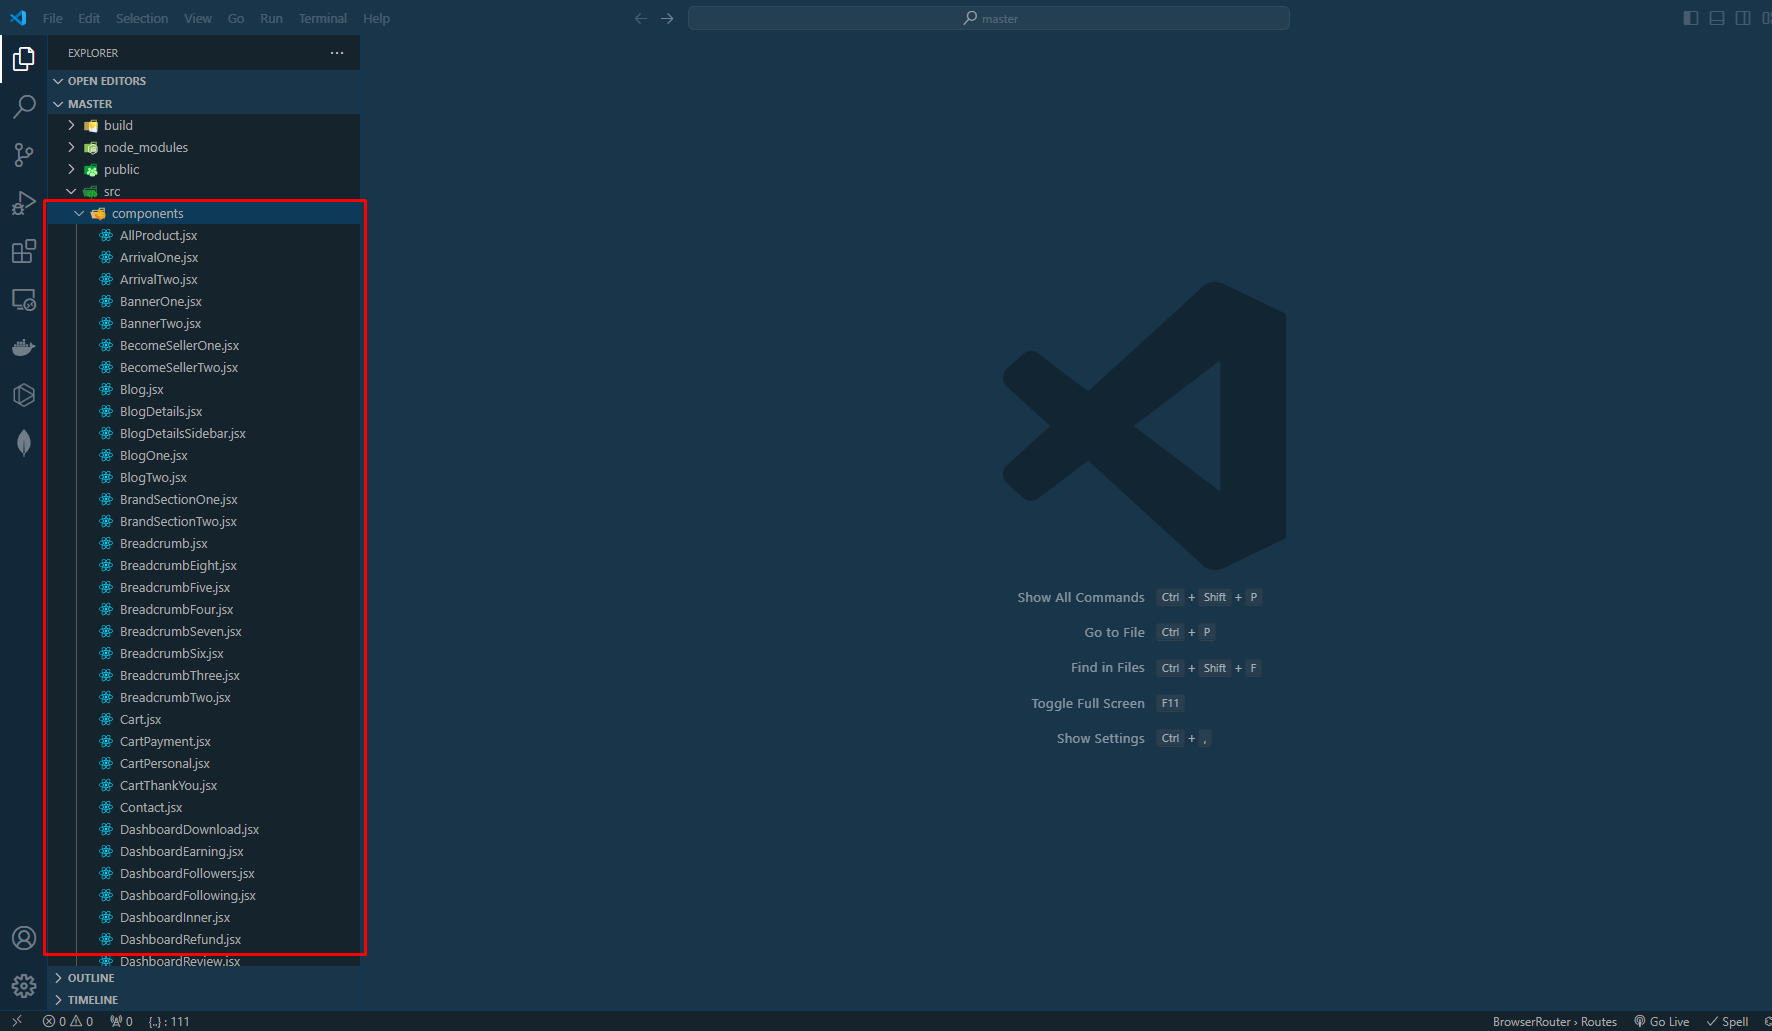 File Edit Selection View Go Run Terminal Help
master
EXPLORER
OPEN EDITORS
MASTER
build
node_modules
public
src
components
AllProduct.jsx
ArrivalOne.jsx
ArrivalTwo.jsx
BannerOne.jsx
BannerTwo.jsx
BecomeSellerOne.jsx
BecomeSellerTwo.jsx
Blog.jsx
BlogDetails.jsx
BlogDetailsSidebar.jsx
BlogOne.jsx
BlogTwo.jsx
BrandSectionOne.jsx
BrandSectionTwo.jsx
Breadcrumb.jsx
BreadcrumbEight.jsx
BreadcrumbFive.jsx
BreadcrumbFour.jsx
BreadcrumbSeven.jsx
BreadcrumbSix.jsx
BreadcrumbThree.jsx
BreadcrumbTwo.jsx
Cart.jsx
CartPayment.jsx
CartPersonal.jsx
CartThankYou.jsx
Contact.jsx
DashboardDownload.jsx
DashboardEarning.jsx
DashboardFollowers.jsx
DashboardFollowing.jsx
DashboardInner.jsx
DashboardRefund.jsx
DashboardReview.jsx
OUTLINE
TIMELINE
Show All Commands Ctrl + Shift + P
Go to File Ctrl + P
Find in Files Ctrl + Shift + F
Toggle Full Screen F11
Show Settings Ctrl + ,
0 0 0 {..} : 111
BrowserRouter › Routes Go Live Spell